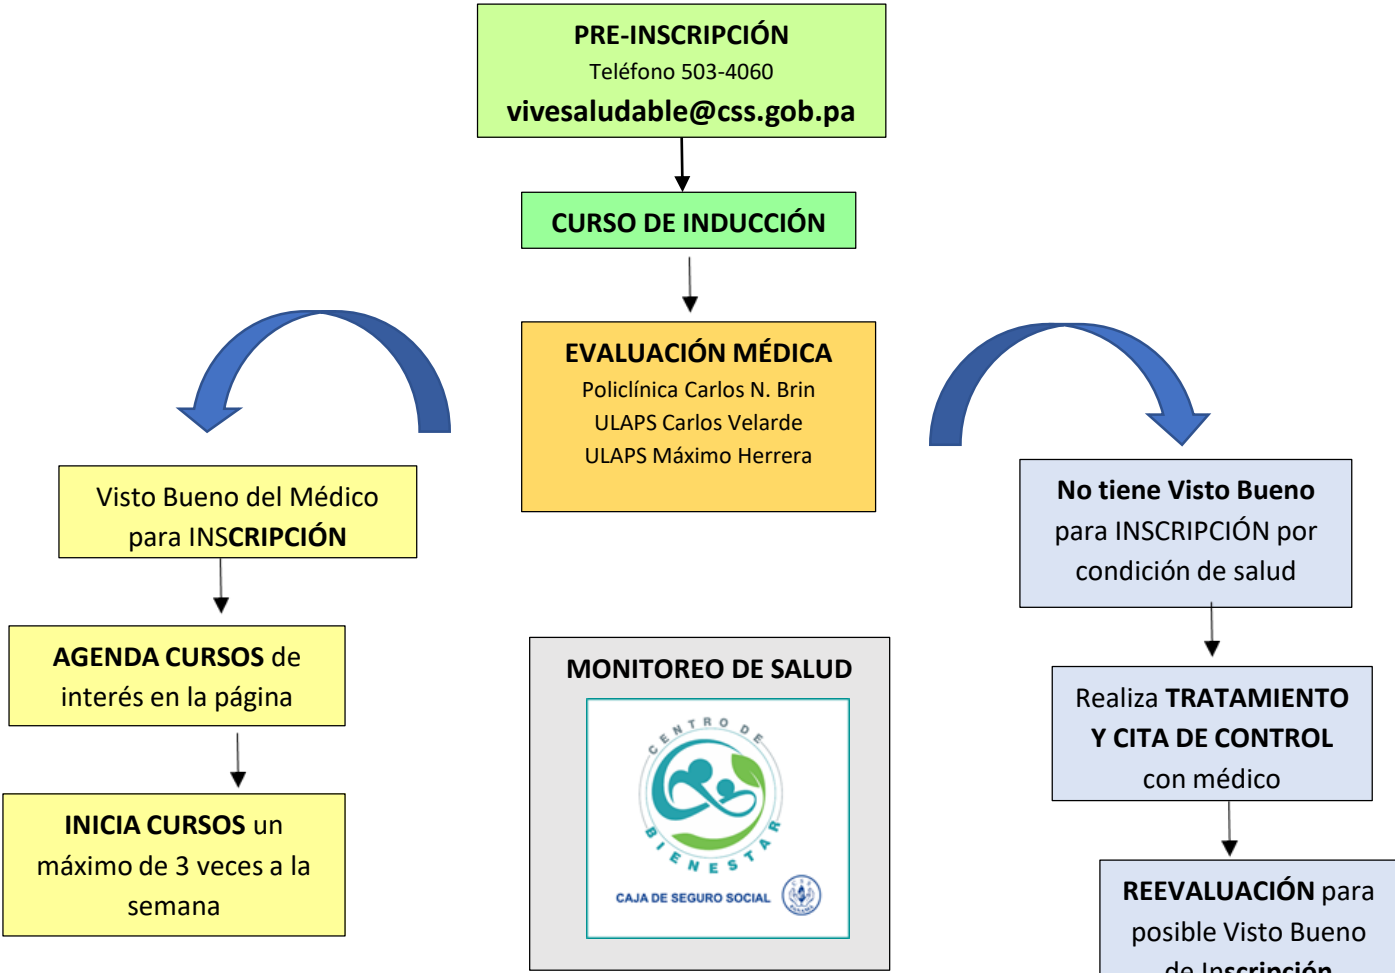 PRE-INSCRIPCIÓN
Teléfono 503-4060
vivesaludable@css.gob.pa
CURSO DE INDUCCIÓN
EVALUACIÓN MÉDICA
Policlínica Carlos N. Brin
ULAPS Carlos Velarde
ULAPS Máximo Herrera
Visto Bueno del Médico
para INSCRIPCIÓN
AGENDA CURSOS de
interés en la página
INICIA CURSOS un
máximo de 3 veces a la
semana
MONITOREO DE SALUD
CENTRO DE
BIENESTAR
CAJA DE SEGURO SOCIAL
No tiene Visto Bueno
para INSCRIPCIÓN por
condición de salud
Realiza TRATAMIENTO
Y CITA DE CONTROL
con médico
REEVALUACIÓN para
posible Visto Bueno
de Inscripción